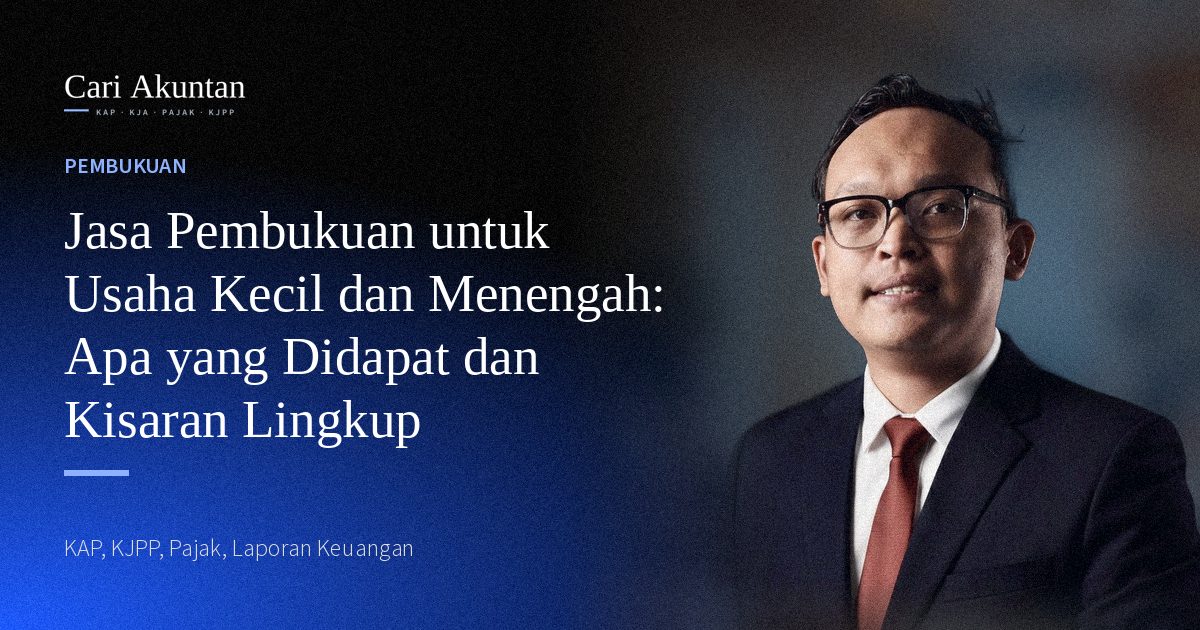 Cari Akuntan
KAP · KJA · PAJAK · KJPP
PEMBUKUAN
Jasa Pembukuan untuk
Usaha Kecil dan Menengah:
Apa yang Didapat dan
Kisaran Lingkup
KAP, KJPP, Pajak, Laporan Keuangan